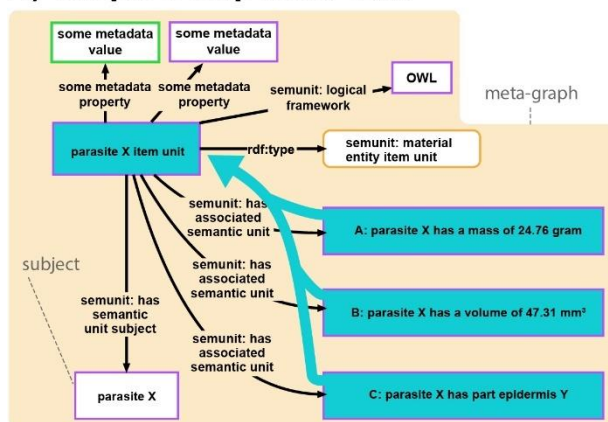 some metadata
value
some metadata
value
some metadata
property
some metadata
property
semunit: logical
framework
OWL
meta-graph
parasite X item unit
rdf:type
semunit: material
entity item unit
semunit: has
associated
semantic unit
A: parasite X has a mass of 24.76 gram
subject
semunit: has
associated
semantic unit
B: parasite X has a volume of 47.31 mm³
semunit: has
semantic
unit subject
semunit: has
associated
semantic unit
parasite X
C: parasite X has part epidermis Y